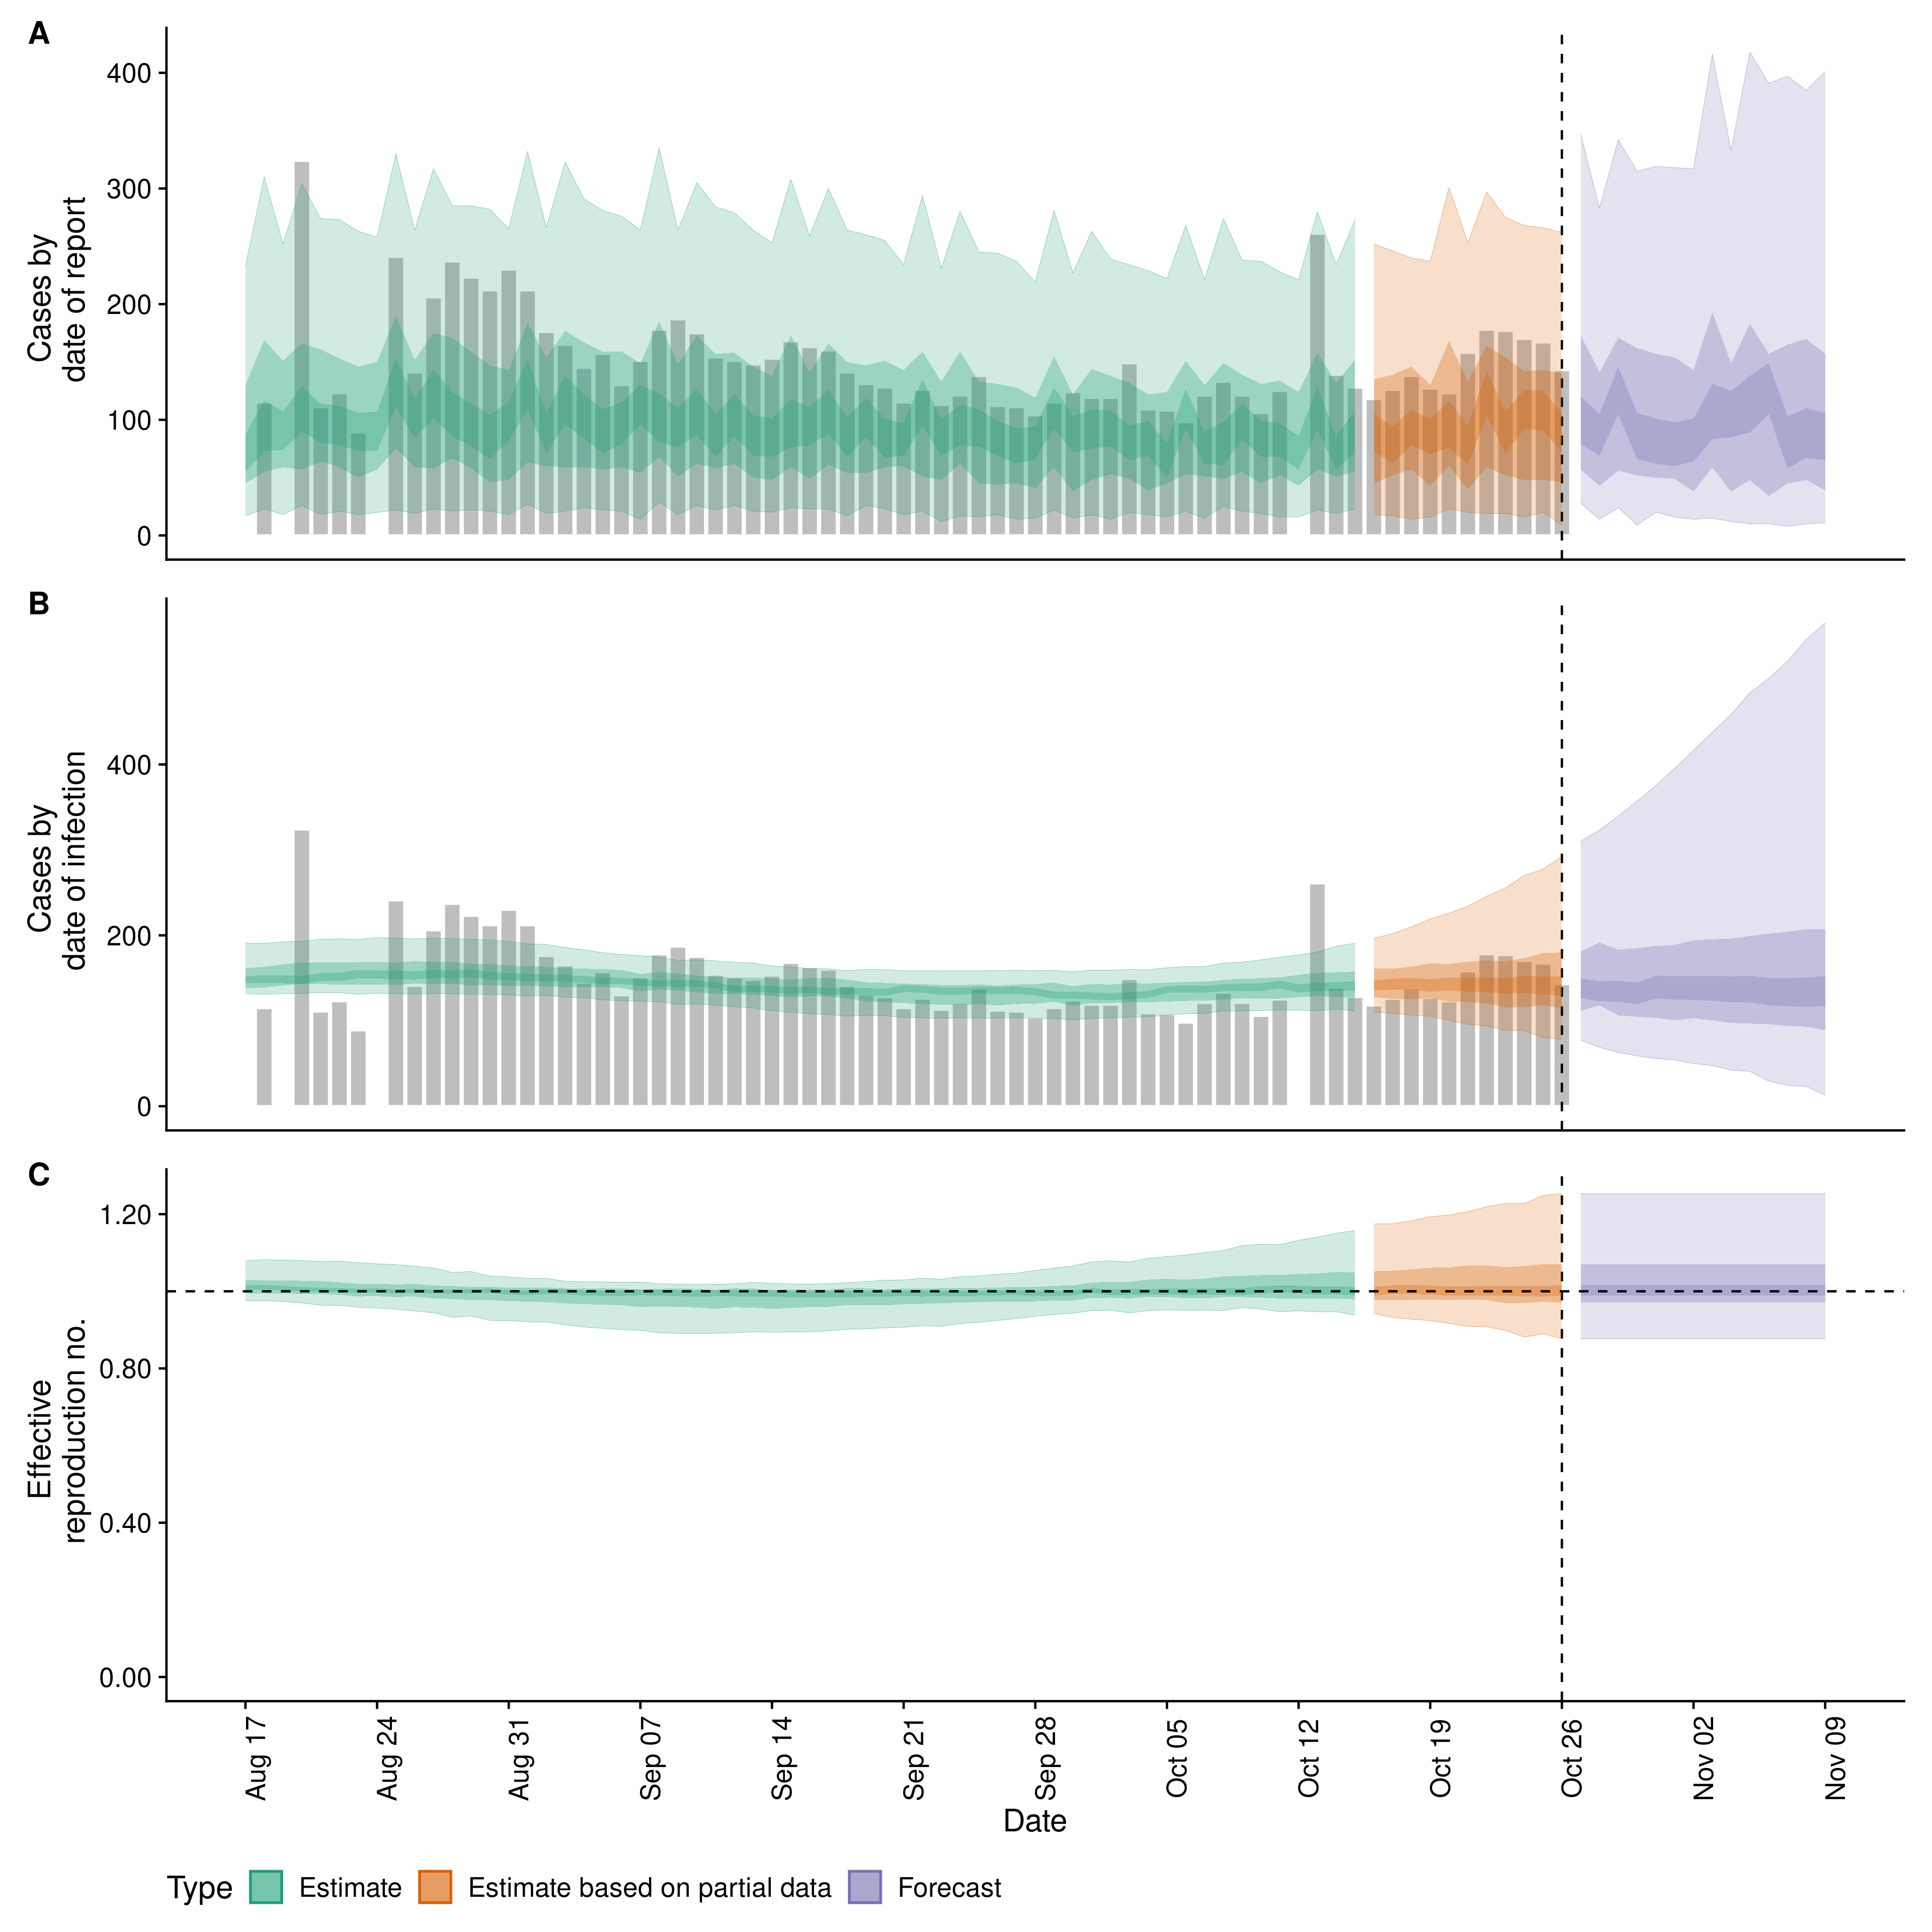 A
Cases by
date of report
400
300
200
100
0
B
Cases by
date of infection
400
200
0
C
Effective
reproduction no.
1.20
0.80
0.40
0.00
Aug 17
Aug 24
Aug 31
Sep 07
Sep 14
Sep 21
Sep 28
Oct 05
Oct 12
Oct 19
Oct 26
Nov 02
Nov 09
Date
Type Estimate Estimate based on partial data Forecast